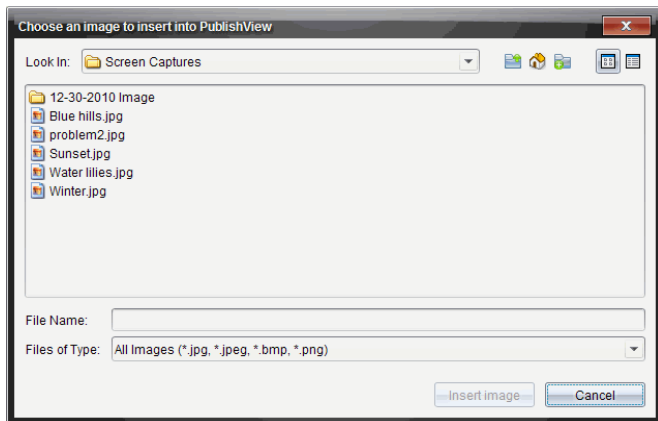 Choose an image to insert into PublishView
Look In: Screen Captures
12-30-2010 Image
Blue hills.jpg
problem2.jpg
Sunset.jpg
Water lilies.jpg
Winter.jpg
File Name:
Files of Type: All Images (*.jpg, *.jpeg, *.bmp, *.png)
Insert image Cancel